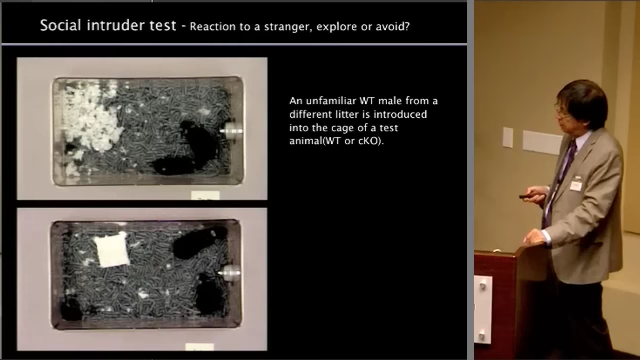 Social intruder test - Reaction to a stranger, explore or avoid?
An unfamiliar WT male from a
different litter is introduced
into the cage of a test
animal(WT or cKO).